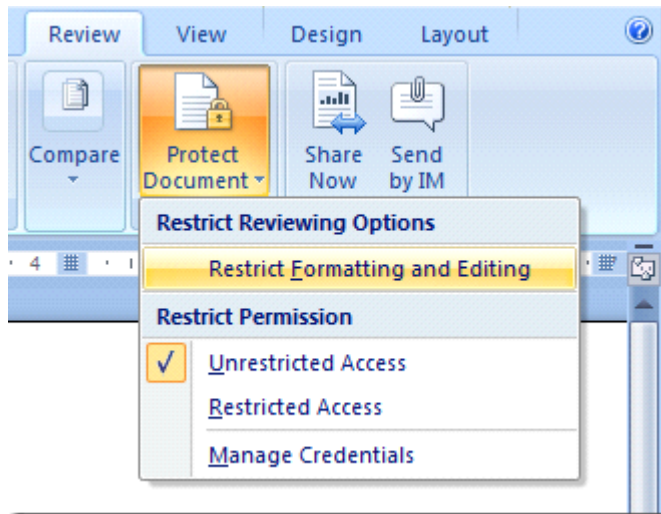 Review View Design Layout
Compare
Protect Document
Share Now
Send by IM
Restrict Reviewing Options
4
Restrict Formatting and Editing
Restrict Permission
Unrestricted Access
Restricted Access
Manage Credentials